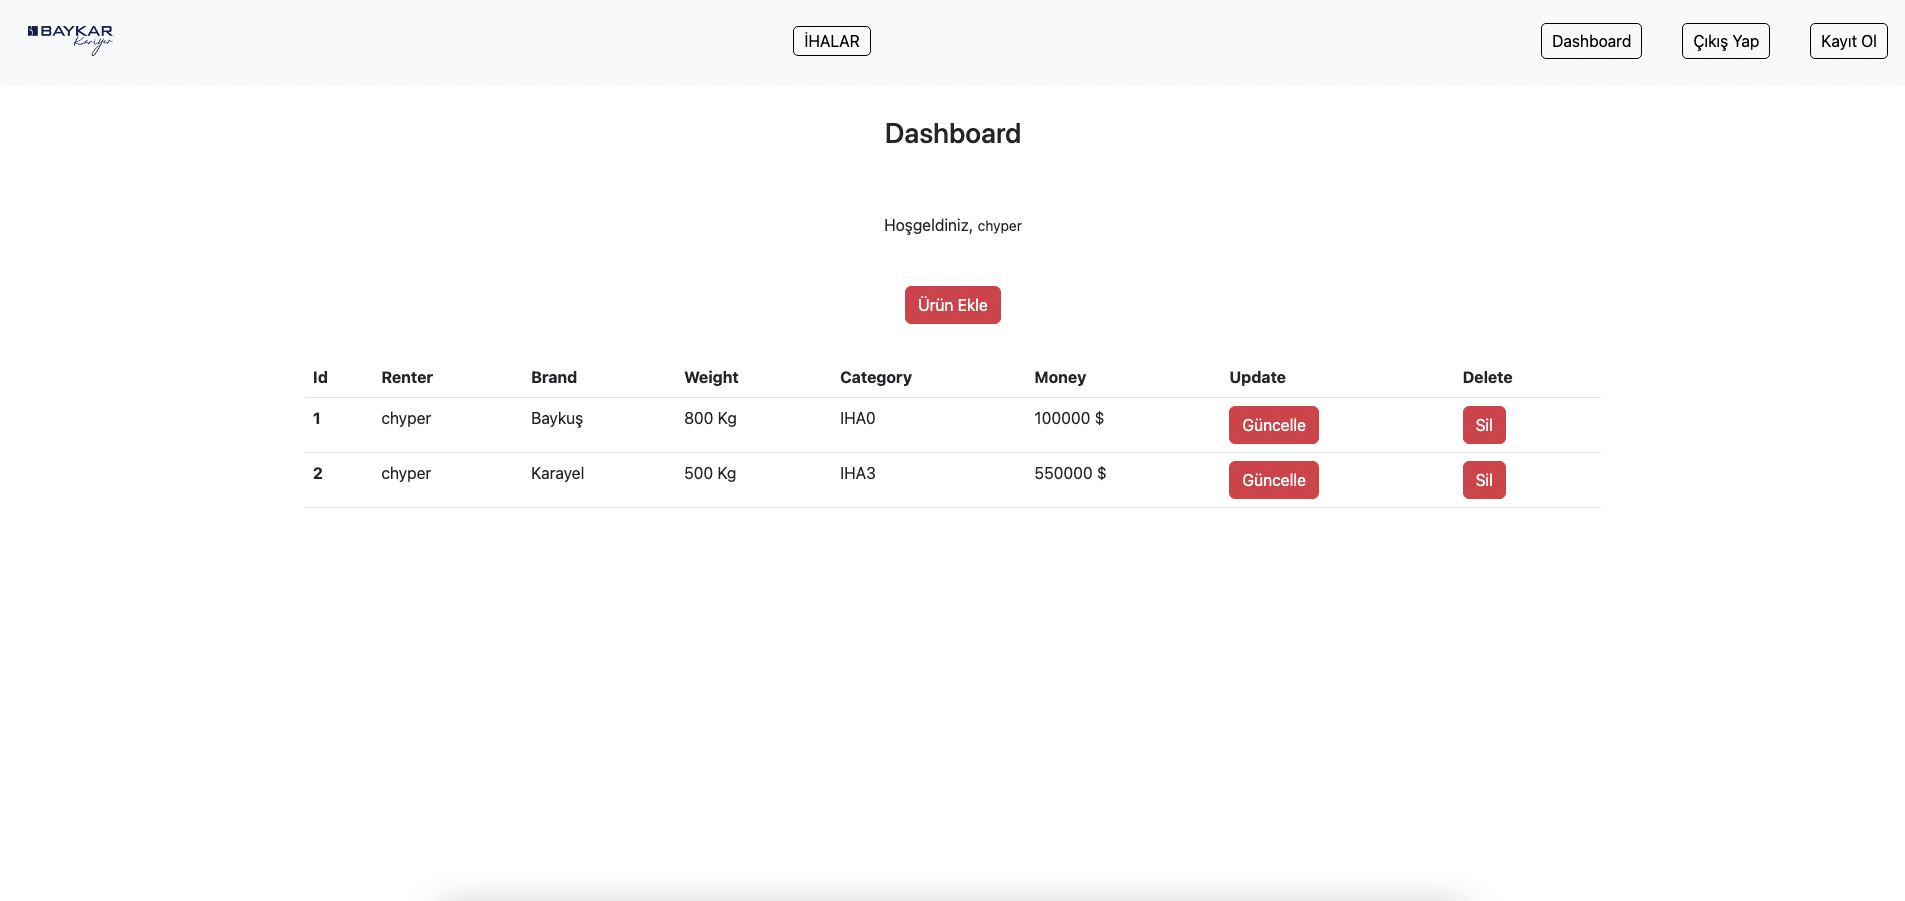 BAYKAR
Kariyer
İHALAR
Dashboard
Çıkış Yap
Kayıt Ol
Dashboard
Hoşgeldiniz, chyper
Ürün Ekle
Id Renter Brand Weight Category Money Update Delete
1 chyper Baykuş 800 Kg IHA0 100000 $ Güncelle Sil
2 chyper Karayel 500 Kg IHA3 550000 $ Güncelle Sil